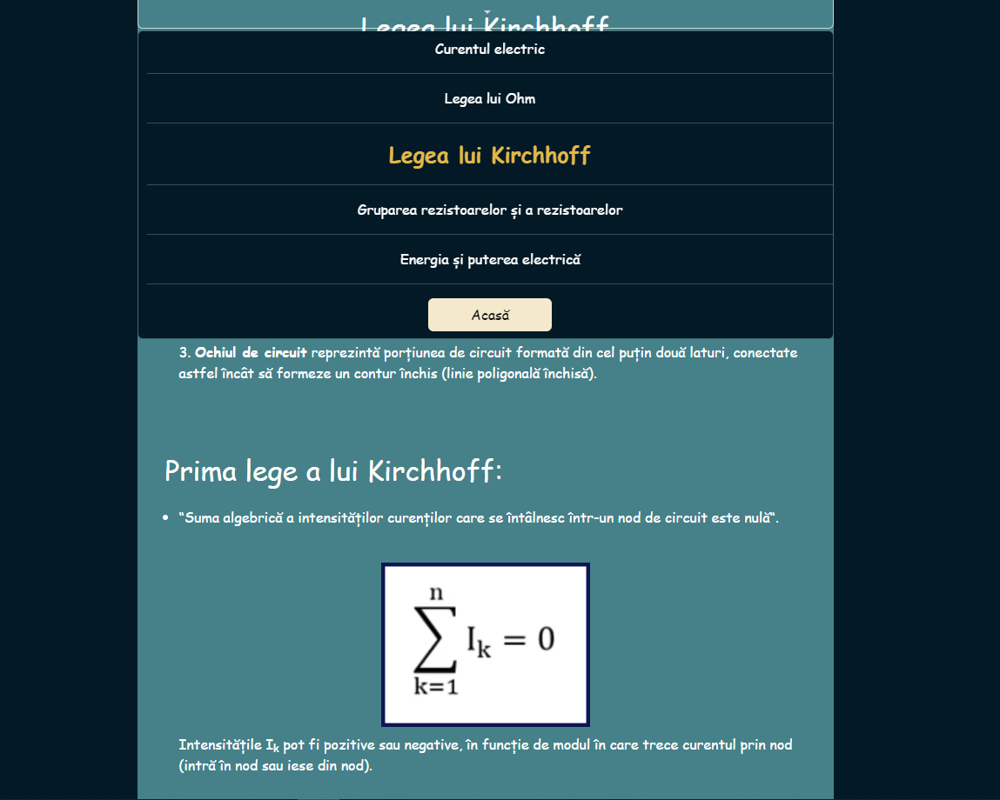 Legea lui Kirchhoff
Curentul electric
Legea lui Ohm
Legea lui Kirchhoff
Gruparea rezistoarelor și a rezistoarelor
Energia și puterea electrică
Acasă
3. Ochiul de circuit reprezintă porțiunea de circuit formată din cel puțin două laturi, conectate
astfel încât să formeze un contur închis (linie poligonală închisă).
Prima lege a lui Kirchhoff:
• “Suma algebrică a intensităților curenților care se întâlnesc într-un nod de circuit este nulă“.
n
∑ Iₖ = 0
k=1
Intensitățile Iₖ pot fi pozitive sau negative, în funcție de modul în care trece curentul prin nod
(intră în nod sau iese din nod).